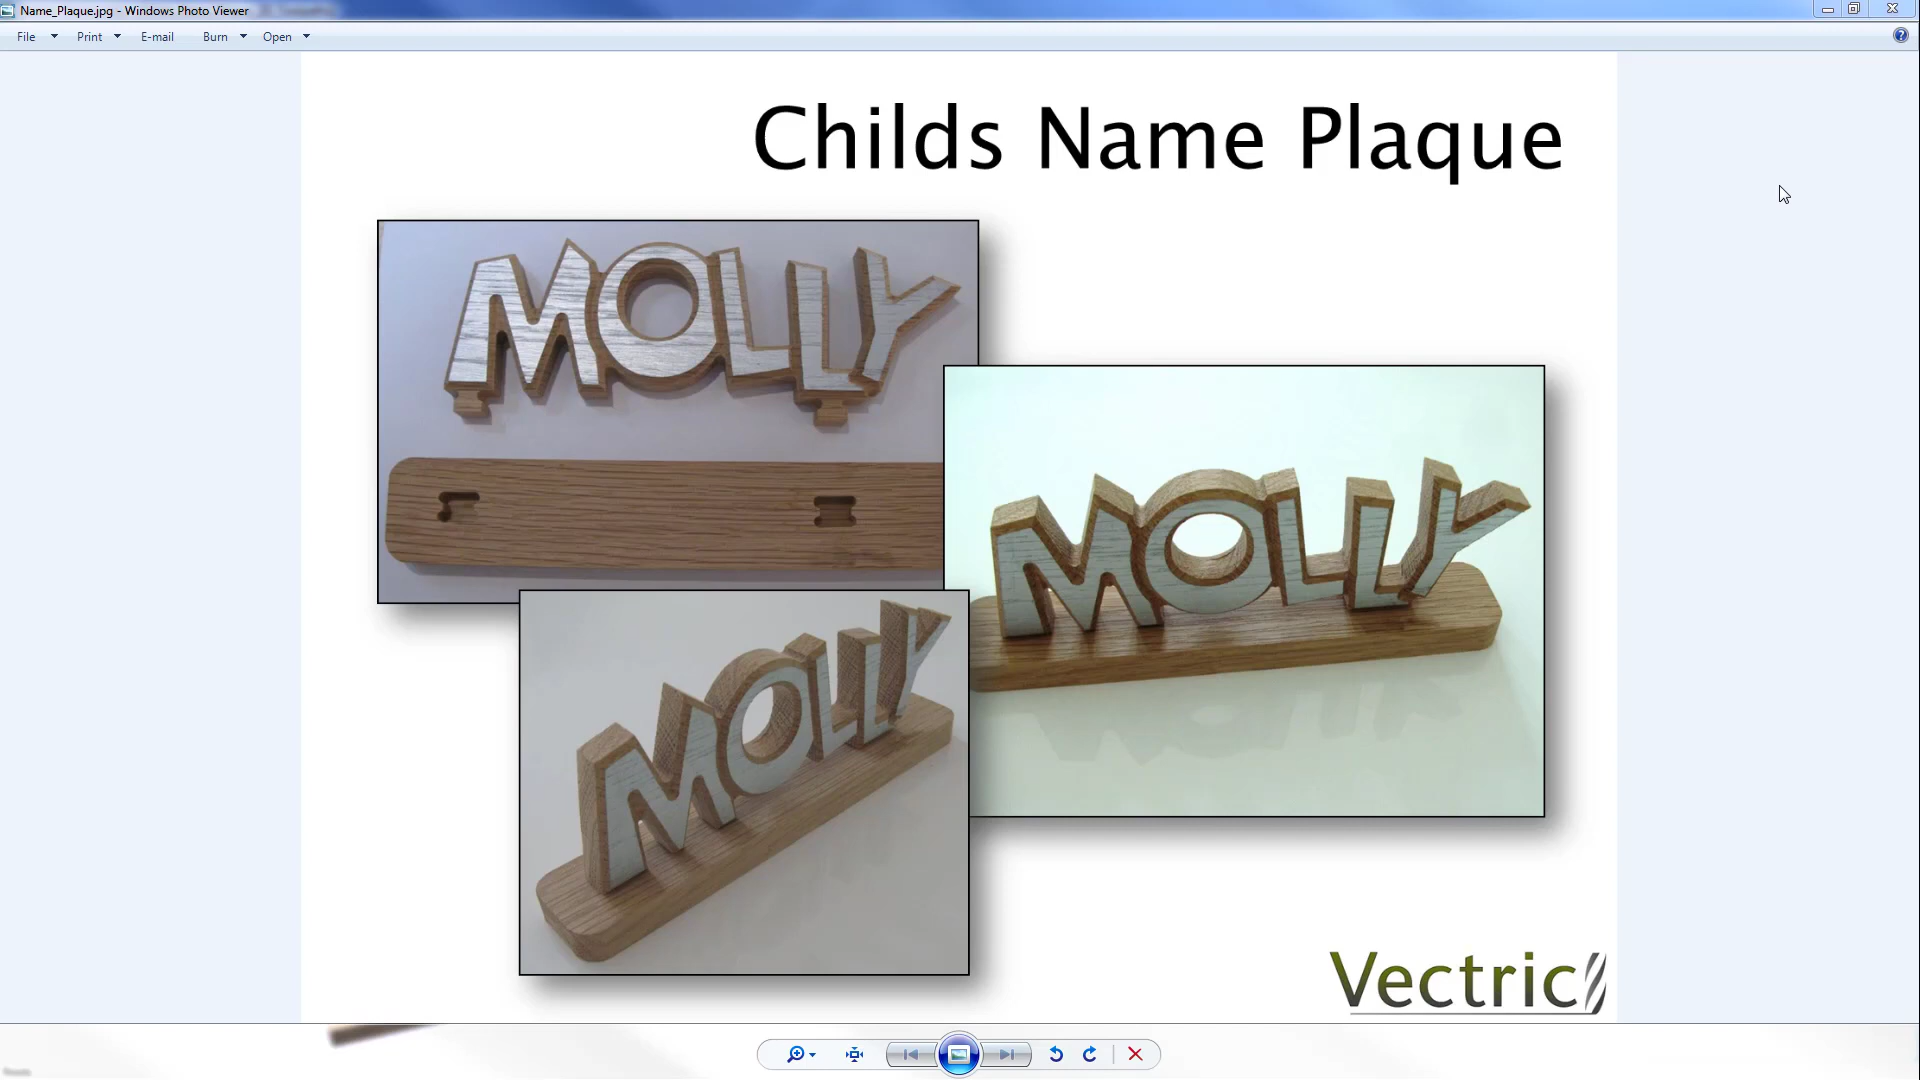 Name_Plaque.jpg - Windows Photo Viewer
File Print E-mail Burn Open
Childs Name Plaque
MOLLY
MOLLY
MOLLY
Vectric